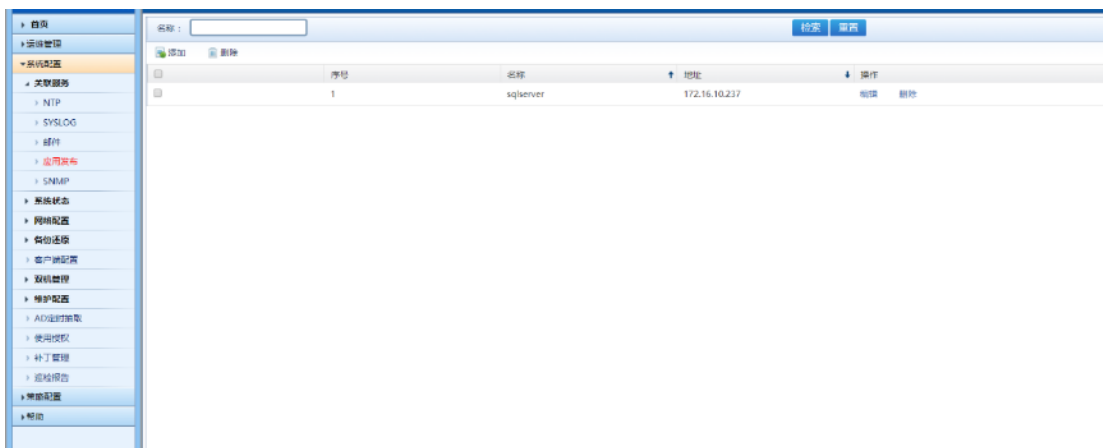 首页
运维管理
系统配置
关联服务
NTP
SYSLOG
邮件
应用发布
SNMP
系统状态
网络配置
备份还原
客户端配置
双机管理
维护配置
AD定时抽取
使用授权
补丁管理
巡检报告
策略配置
帮助
名称： 检索 重置
添加 删除
序号 名称 地址 操作
1 sqlserver 172.16.10.237 编辑 删除